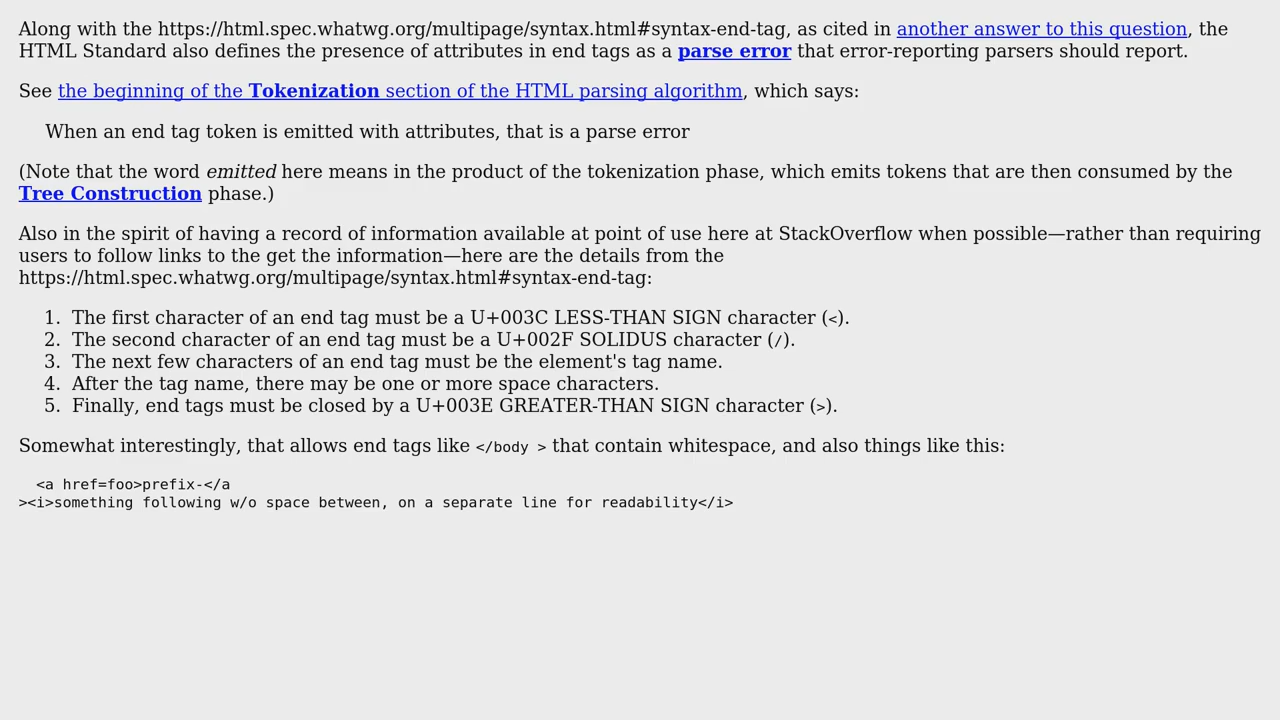 Along with the https://html.spec.whatwg.org/multipage/syntax.html#syntax-end-tag, as cited in another answer to this question, the
HTML Standard also defines the presence of attributes in end tags as a parse error that error-reporting parsers should report.
See the beginning of the Tokenization section of the HTML parsing algorithm, which says:
When an end tag token is emitted with attributes, that is a parse error
(Note that the word emitted here means in the product of the tokenization phase, which emits tokens that are then consumed by the
Tree Construction phase.)
Also in the spirit of having a record of information available at point of use here at StackOverflow when possible—rather than requiring
users to follow links to the get the information—here are the details from the
https://html.spec.whatwg.org/multipage/syntax.html#syntax-end-tag:
1. The first character of an end tag must be a U+003C LESS-THAN SIGN character (<).
2. The second character of an end tag must be a U+002F SOLIDUS character (/).
3. The next few characters of an end tag must be the element's tag name.
4. After the tag name, there may be one or more space characters.
5. Finally, end tags must be closed by a U+003E GREATER-THAN SIGN character (>).
Somewhat interestingly, that allows end tags like </body > that contain whitespace, and also things like this:
<a href=foo>prefix-</a
><i>something following w/o space between, on a separate line for readability</i>